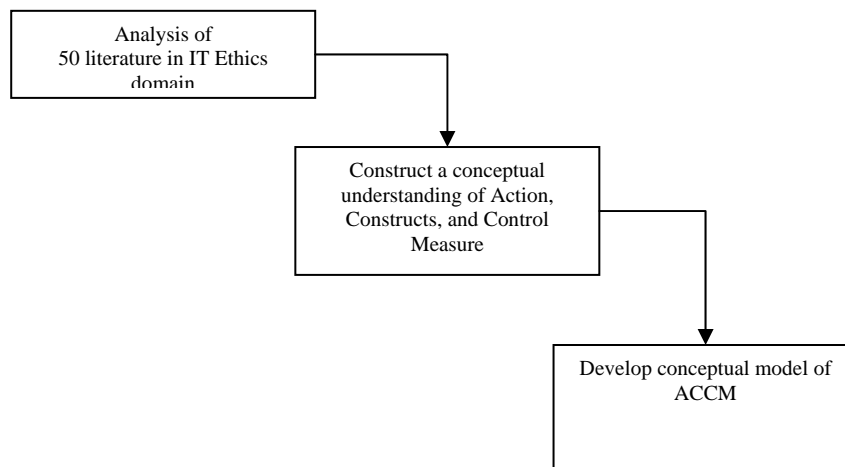 Analysis of
50 literature in IT Ethics
domain
Construct a conceptual
understanding of Action,
Constructs, and Control
Measure
Develop conceptual model of
ACCM